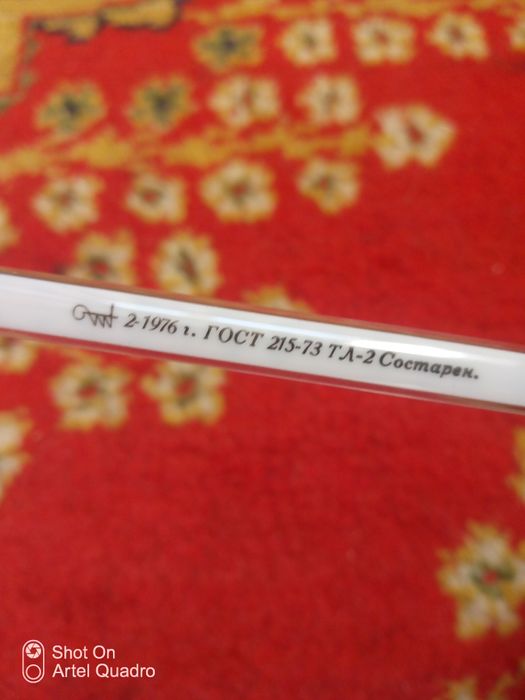 2-1976 г. ГОСТ 215-73 ТЛ-2 Состарен.
Shot On
Artel Quadro